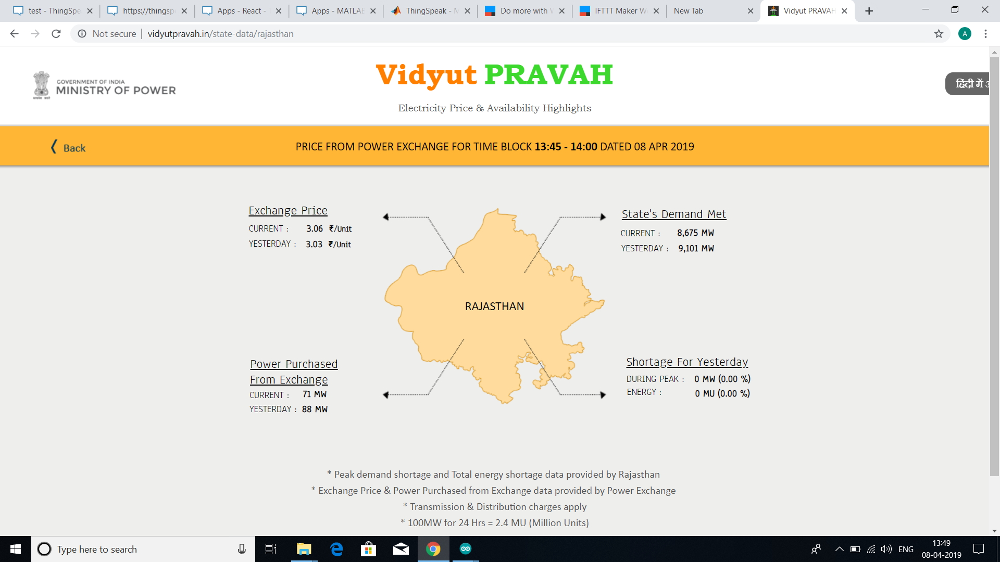 test - ThingSpe
https://thingsp
Apps - React - T
Apps - MATLAB
ThingSpeak - M
Do more with W
IFTTT Maker We
New Tab
Vidyut PRAVAH
Not secure | vidyutpravah.in/state-data/rajasthan
A
GOVERNMENT OF INDIA
MINISTRY OF POWER
Vidyut PRAVAH
Electricity Price & Availability Highlights
हिंदी में
Back
PRICE FROM POWER EXCHANGE FOR TIME BLOCK 13:45 - 14:00 DATED 08 APR 2019
Exchange Price
CURRENT : 3.06 ₹/Unit
YESTERDAY : 3.03 ₹/Unit
State's Demand Met
CURRENT : 8,675 MW
YESTERDAY : 9,101 MW
RAJASTHAN
Power Purchased
From Exchange
CURRENT : 71 MW
YESTERDAY : 88 MW
Shortage For Yesterday
DURING PEAK : 0 MW (0.00 %)
ENERGY : 0 MU (0.00 %)
* Peak demand shortage and Total energy shortage data provided by Rajasthan
* Exchange Price & Power Purchased from Exchange data provided by Power Exchange
* Transmission & Distribution charges apply
* 100MW for 24 Hrs = 2.4 MU (Million Units)
Type here to search
ENG
13:49
08-04-2019